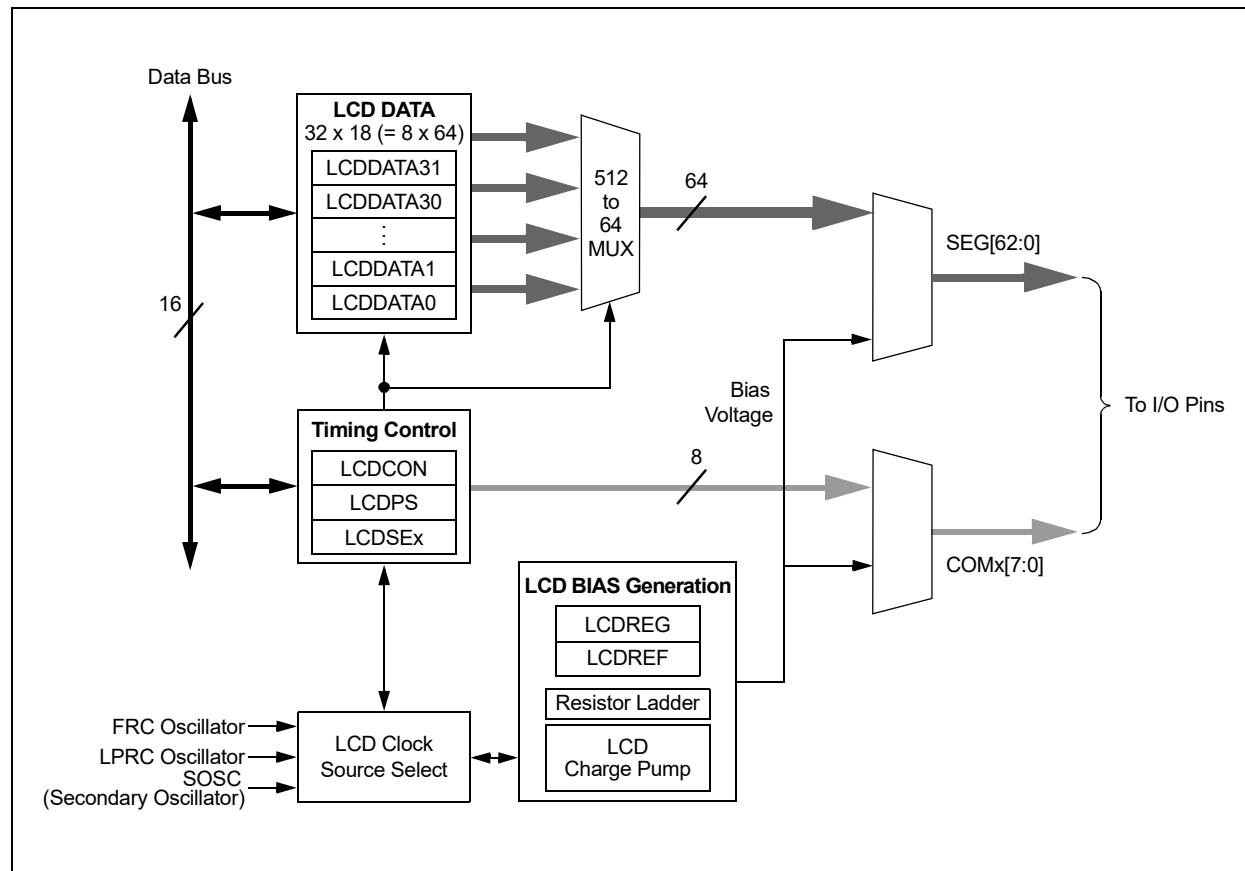 Data Bus
LCD DATA
32 x 18 (= 8 x 64)
LCDDATA31
LCDDATA30
⋮
LCDDATA1
LCDDATA0
512
to
64
MUX
64
SEG[62:0]
16
Bias
Voltage
To I/O Pins
Timing Control
LCDCON
LCDPS
LCDSEx
8
COMx[7:0]
LCD BIAS Generation
LCDREG
LCDREF
Resistor Ladder
LCD
Charge Pump
FRC Oscillator
LPRC Oscillator
SOSC
(Secondary Oscillator)
LCD Clock
Source Select